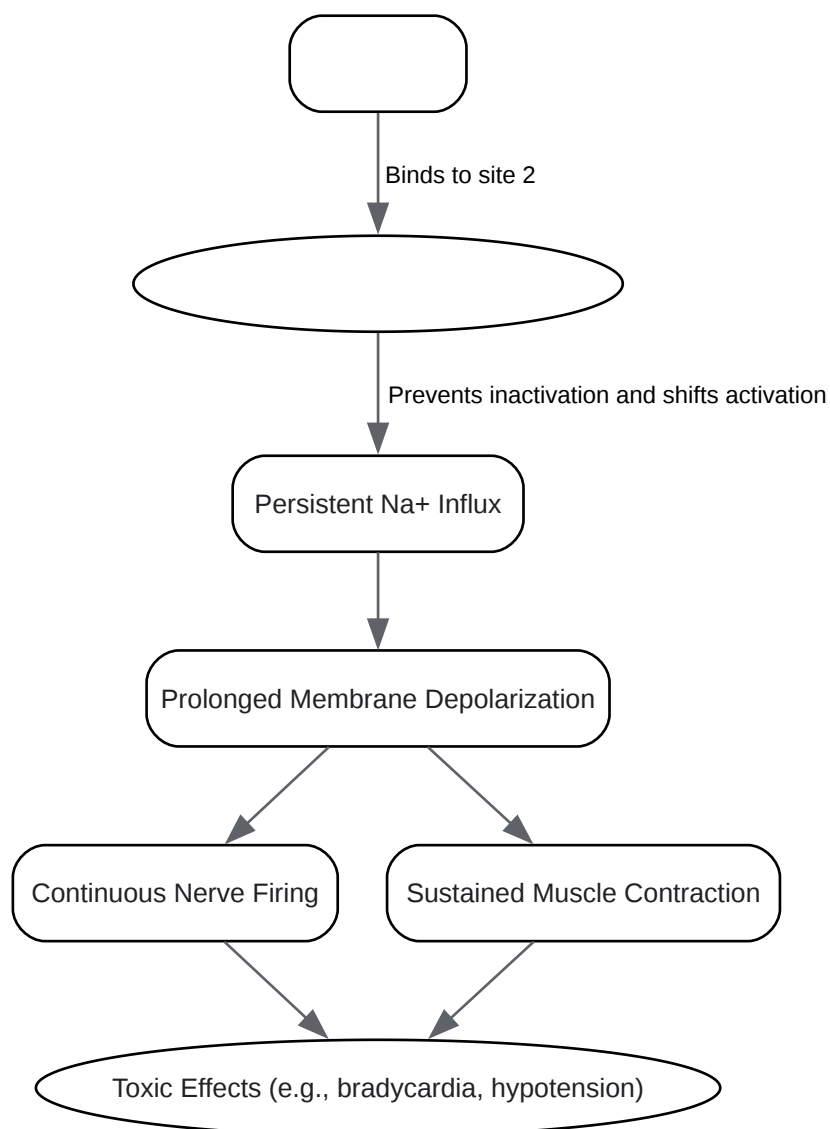 Binds to site 2
Prevents inactivation and shifts activation
Persistent Na+ Influx
Prolonged Membrane Depolarization
Continuous Nerve Firing
Sustained Muscle Contraction
Toxic Effects (e.g., bradycardia, hypotension)